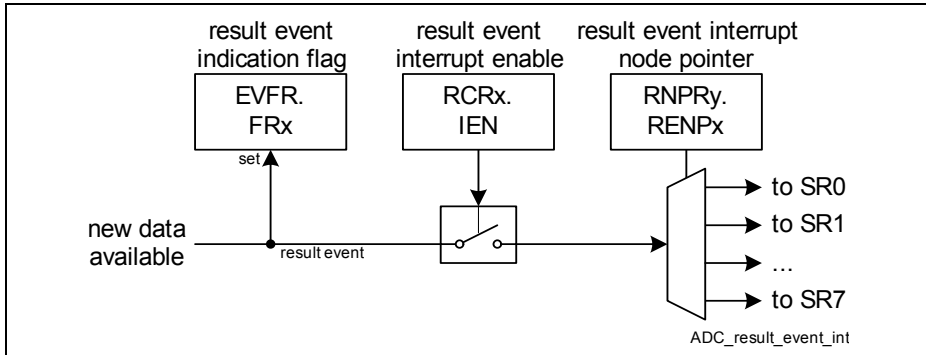 result event
indication flag
result event
interrupt enable
result event interrupt
node pointer
EVFR.
FRx
RCRx.
IEN
RNPRy.
RENPx
set
new data
available
result event
to SR0
to SR1
...
to SR7
ADC_result_event_int